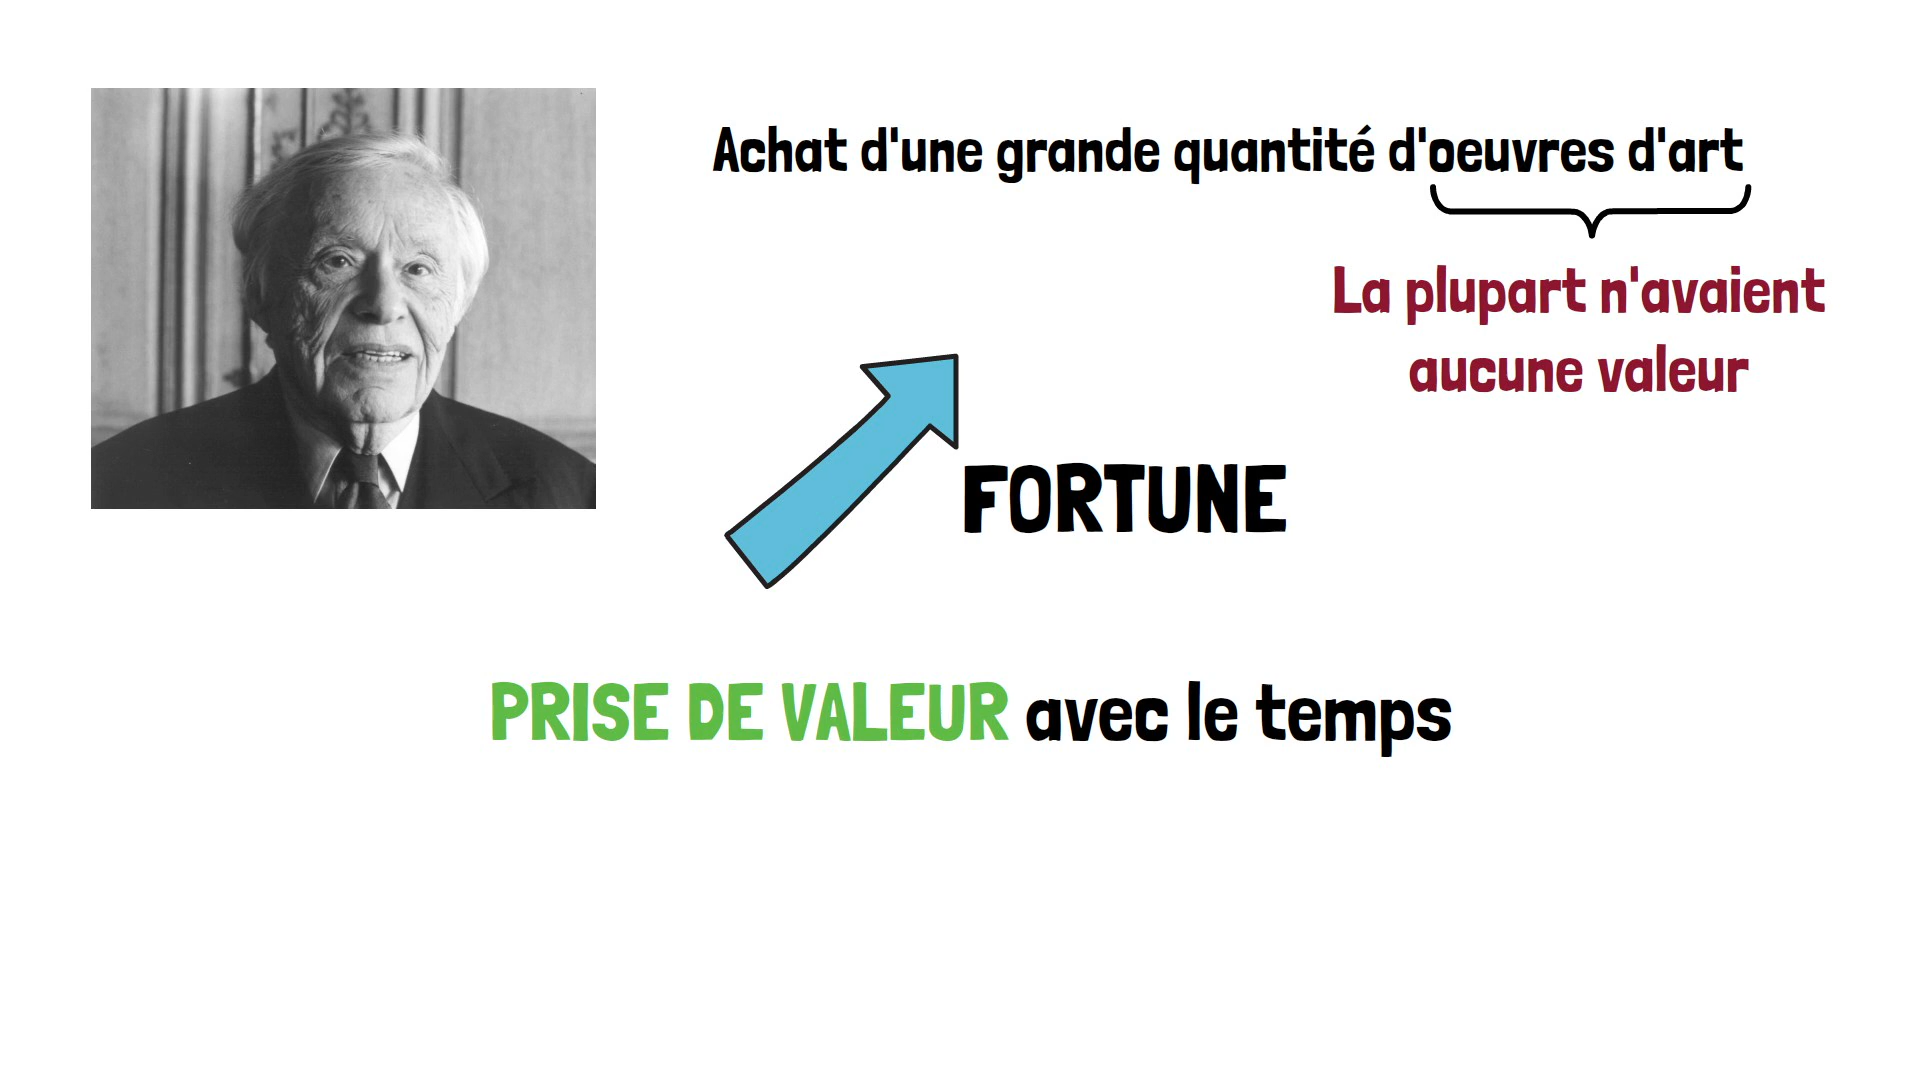 Achat d'une grande quantité d'oeuvres d'art
La plupart n'avaient
aucune valeur
FORTUNE
PRISE DE VALEUR avec le temps